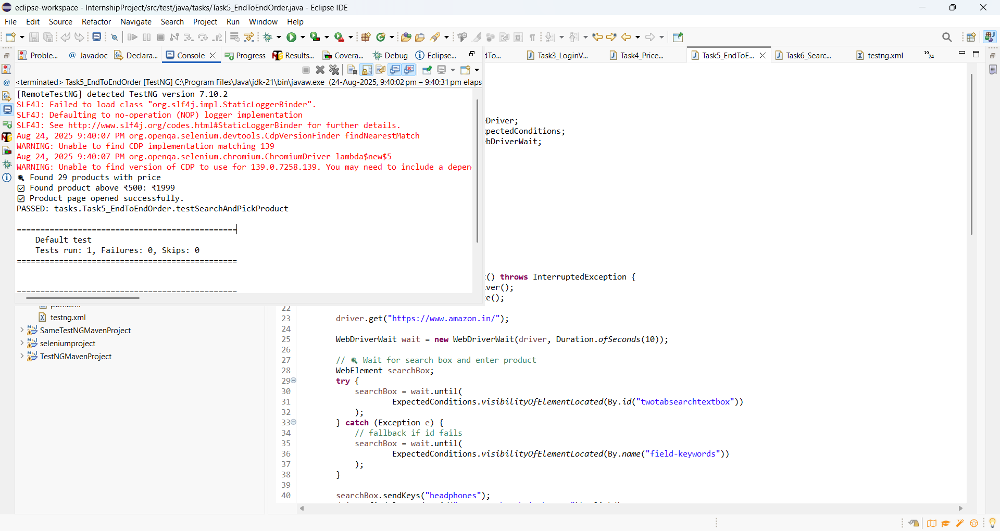 eclipse-workspace - InternshipProject/src/test/java/tasks/Task5_EndToEndOrder.java - Eclipse IDE
File Edit Source Refactor Navigate Search Project Run Window Help
Proble... Javadoc Declara... Console Progress Results... Covera... Debug Eclipse...
dTo... Task3_LoginV... Task4_Price... Task5_EndToE... Task6_Searc... testng.xml »24
<terminated> Task5_EndToEndOrder [TestNG] C:\Program Files\Java\jdk-21\bin\javaw.exe (24-Aug-2025, 9:40:02 pm – 9:40:31 pm elaps
[RemoteTestNG] detected TestNG version 7.10.2
SLF4J: Failed to load class "org.slf4j.impl.StaticLoggerBinder".
SLF4J: Defaulting to no-operation (NOP) logger implementation
SLF4J: See http://www.slf4j.org/codes.html#StaticLoggerBinder for further details.
Aug 24, 2025 9:40:07 PM org.openqa.selenium.devtools.CdpVersionFinder findNearestMatch
WARNING: Unable to find CDP implementation matching 139
Aug 24, 2025 9:40:07 PM org.openqa.selenium.chromium.ChromiumDriver lambda$new$5
WARNING: Unable to find version of CDP to use for 139.0.7258.139. You may need to include a depen
🔍 Found 29 products with price
☑ Found product above ₹500: ₹1999
☑ Product page opened successfully.
PASSED: tasks.Task5_EndToEndOrder.testSearchAndPickProduct
===============================================
Default test
Tests run: 1, Failures: 0, Skips: 0
===============================================
testng.xml
SameTestNGMavenProject
seleniumproject
TestNGMavenProject
eDriver;
xpectedConditions;
ebDriverWait;
() throws InterruptedException {
iver();
ze();
22
23 driver.get("https://www.amazon.in/");
24
25 WebDriverWait wait = new WebDriverWait(driver, Duration.ofSeconds(10));
26
27 // 🔍 Wait for search box and enter product
28 WebElement searchBox;
29 try {
30 searchBox = wait.until(
31 ExpectedConditions.visibilityOfElementLocated(By.id("twotabsearchtextbox"))
32 );
33 } catch (Exception e) {
34 // fallback if id fails
35 searchBox = wait.until(
36 ExpectedConditions.visibilityOfElementLocated(By.name("field-keywords"))
37 );
38 }
39
40 searchBox.sendKeys("headphones");